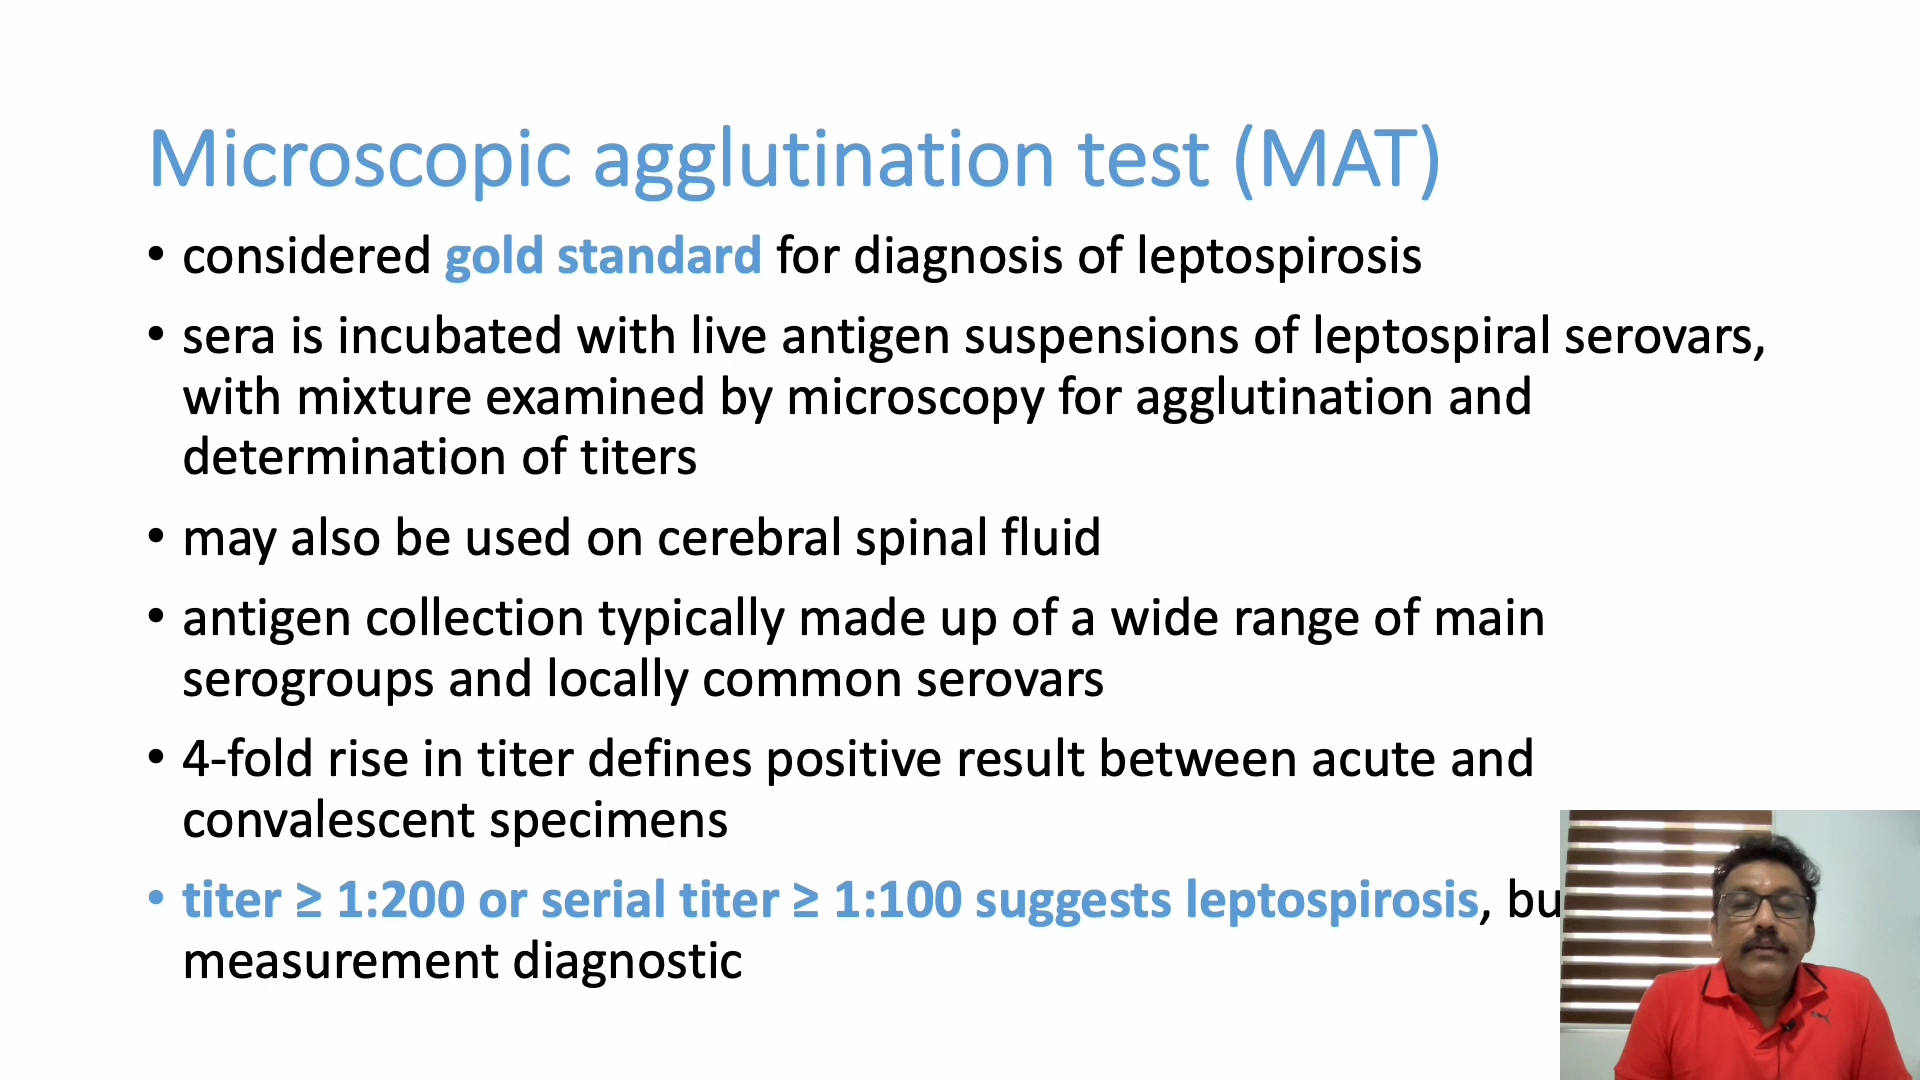 Microscopic agglutination test (MAT)
• considered gold standard for diagnosis of leptospirosis
• sera is incubated with live antigen suspensions of leptospiral serovars,
with mixture examined by microscopy for agglutination and
determination of titers
• may also be used on cerebral spinal fluid
• antigen collection typically made up of a wide range of main
serogroups and locally common serovars
• 4-fold rise in titer defines positive result between acute and
convalescent specimens
• titer ≥ 1:200 or serial titer ≥ 1:100 suggests leptospirosis,
measurement diagnostic